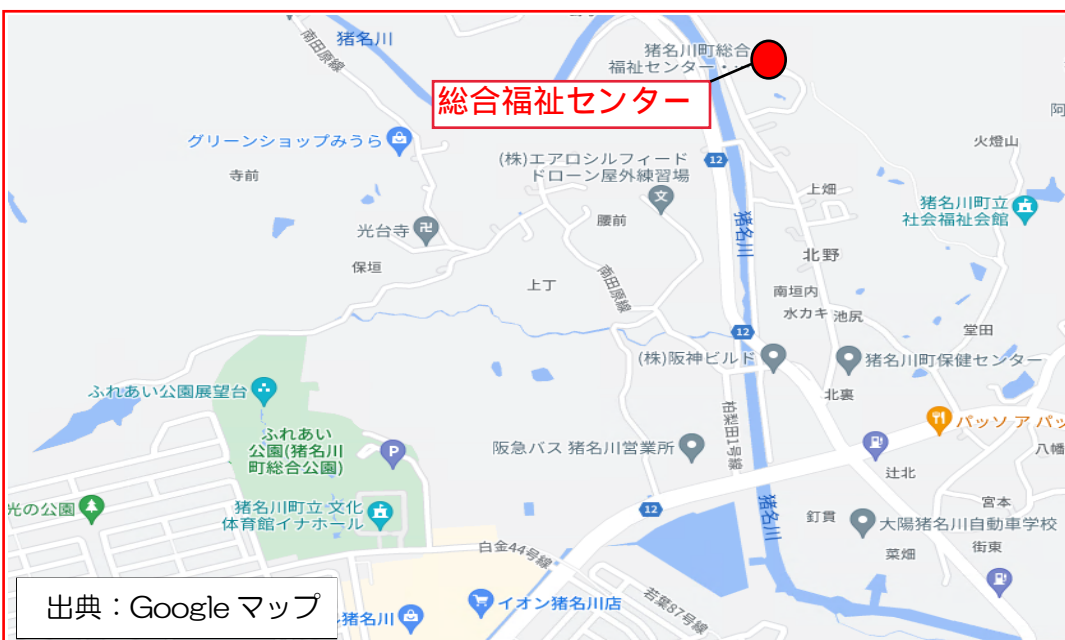 猪名川
南田原線
猪名川町総合
福祉センター・・
総合福祉センター
阿
グリーンショップみうら
寺前
(株)エアロシルフィード
ドローン屋外練習場
12
火燈山
上畑
猪名川町立
社会福祉会館
腰前
猪名川
光台寺
北野
保垣
上丁
南田原線
南垣内
水カキ
池尻
堂田
12
(株)阪神ビルド
猪名川町保健センター
ふれあい公園展望台
北裏
柏梨田1号線
パッソ ア パッ
ふれあい
公園(猪名川
町総合公園)
P
阪急バス 猪名川営業所
八幡
辻北
光の公園
猪名川町立 文化
体育館イナホール
12
猪名川
宮本
釘貫
大陽猪名川自動車学校
街東
菜畑
白金44号線
若葉87号線
イオン猪名川店
出典：Google マップ
猪名川